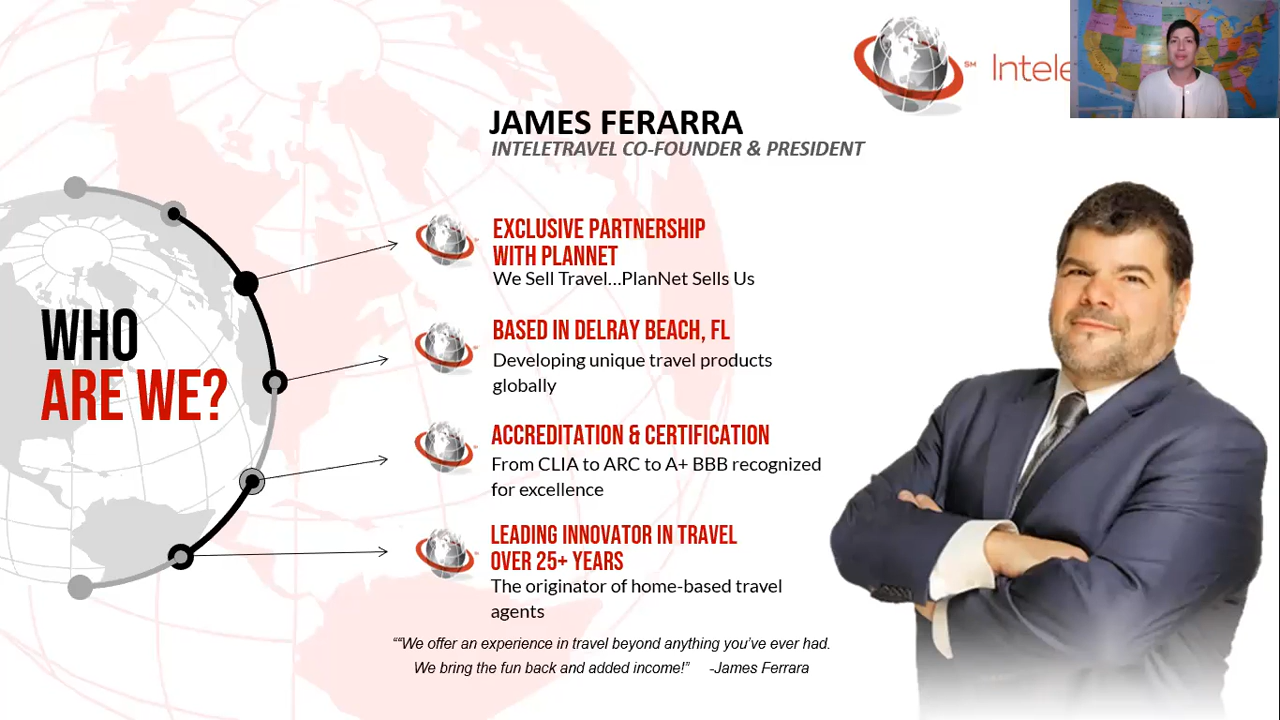 SM Intele
JAMES FERARRA
INTELETRAVEL CO-FOUNDER & PRESIDENT
EXCLUSIVE PARTNERSHIP
WITH PLANNET
We Sell Travel...PlanNet Sells Us
WHO
ARE WE?
BASED IN DELRAY BEACH, FL
Developing unique travel products
globally
ACCREDITATION & CERTIFICATION
From CLIA to ARC to A+ BBB recognized
for excellence
LEADING INNOVATOR IN TRAVEL
OVER 25+ YEARS
The originator of home-based travel
agents
““We offer an experience in travel beyond anything you’ve ever had.
We bring the fun back and added income!” -James Ferrara